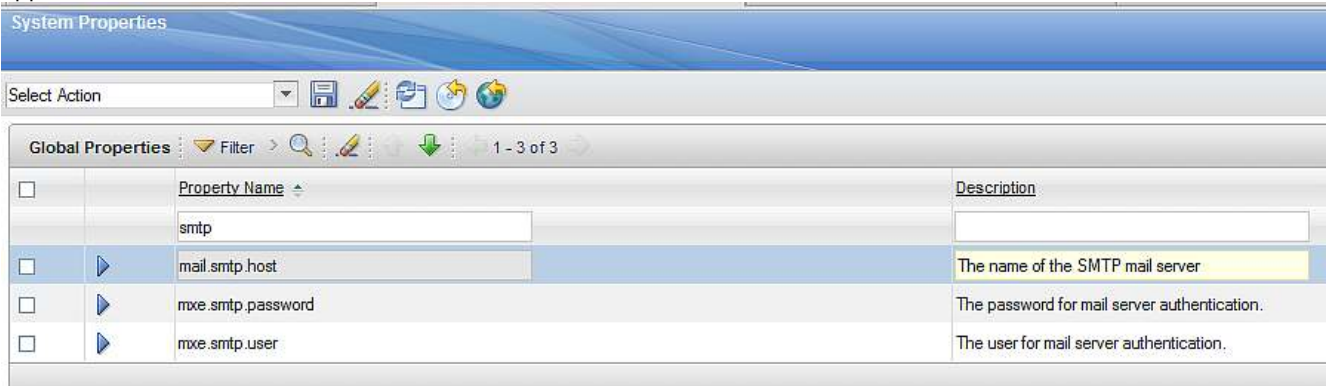 System Properties
Select Action
Global Properties Filter 1 - 3 of 3
Property Name Description
smtp
mail.smtp.host The name of the SMTP mail server
mxe.smtp.password The password for mail server authentication.
mxe.smtp.user The user for mail server authentication.